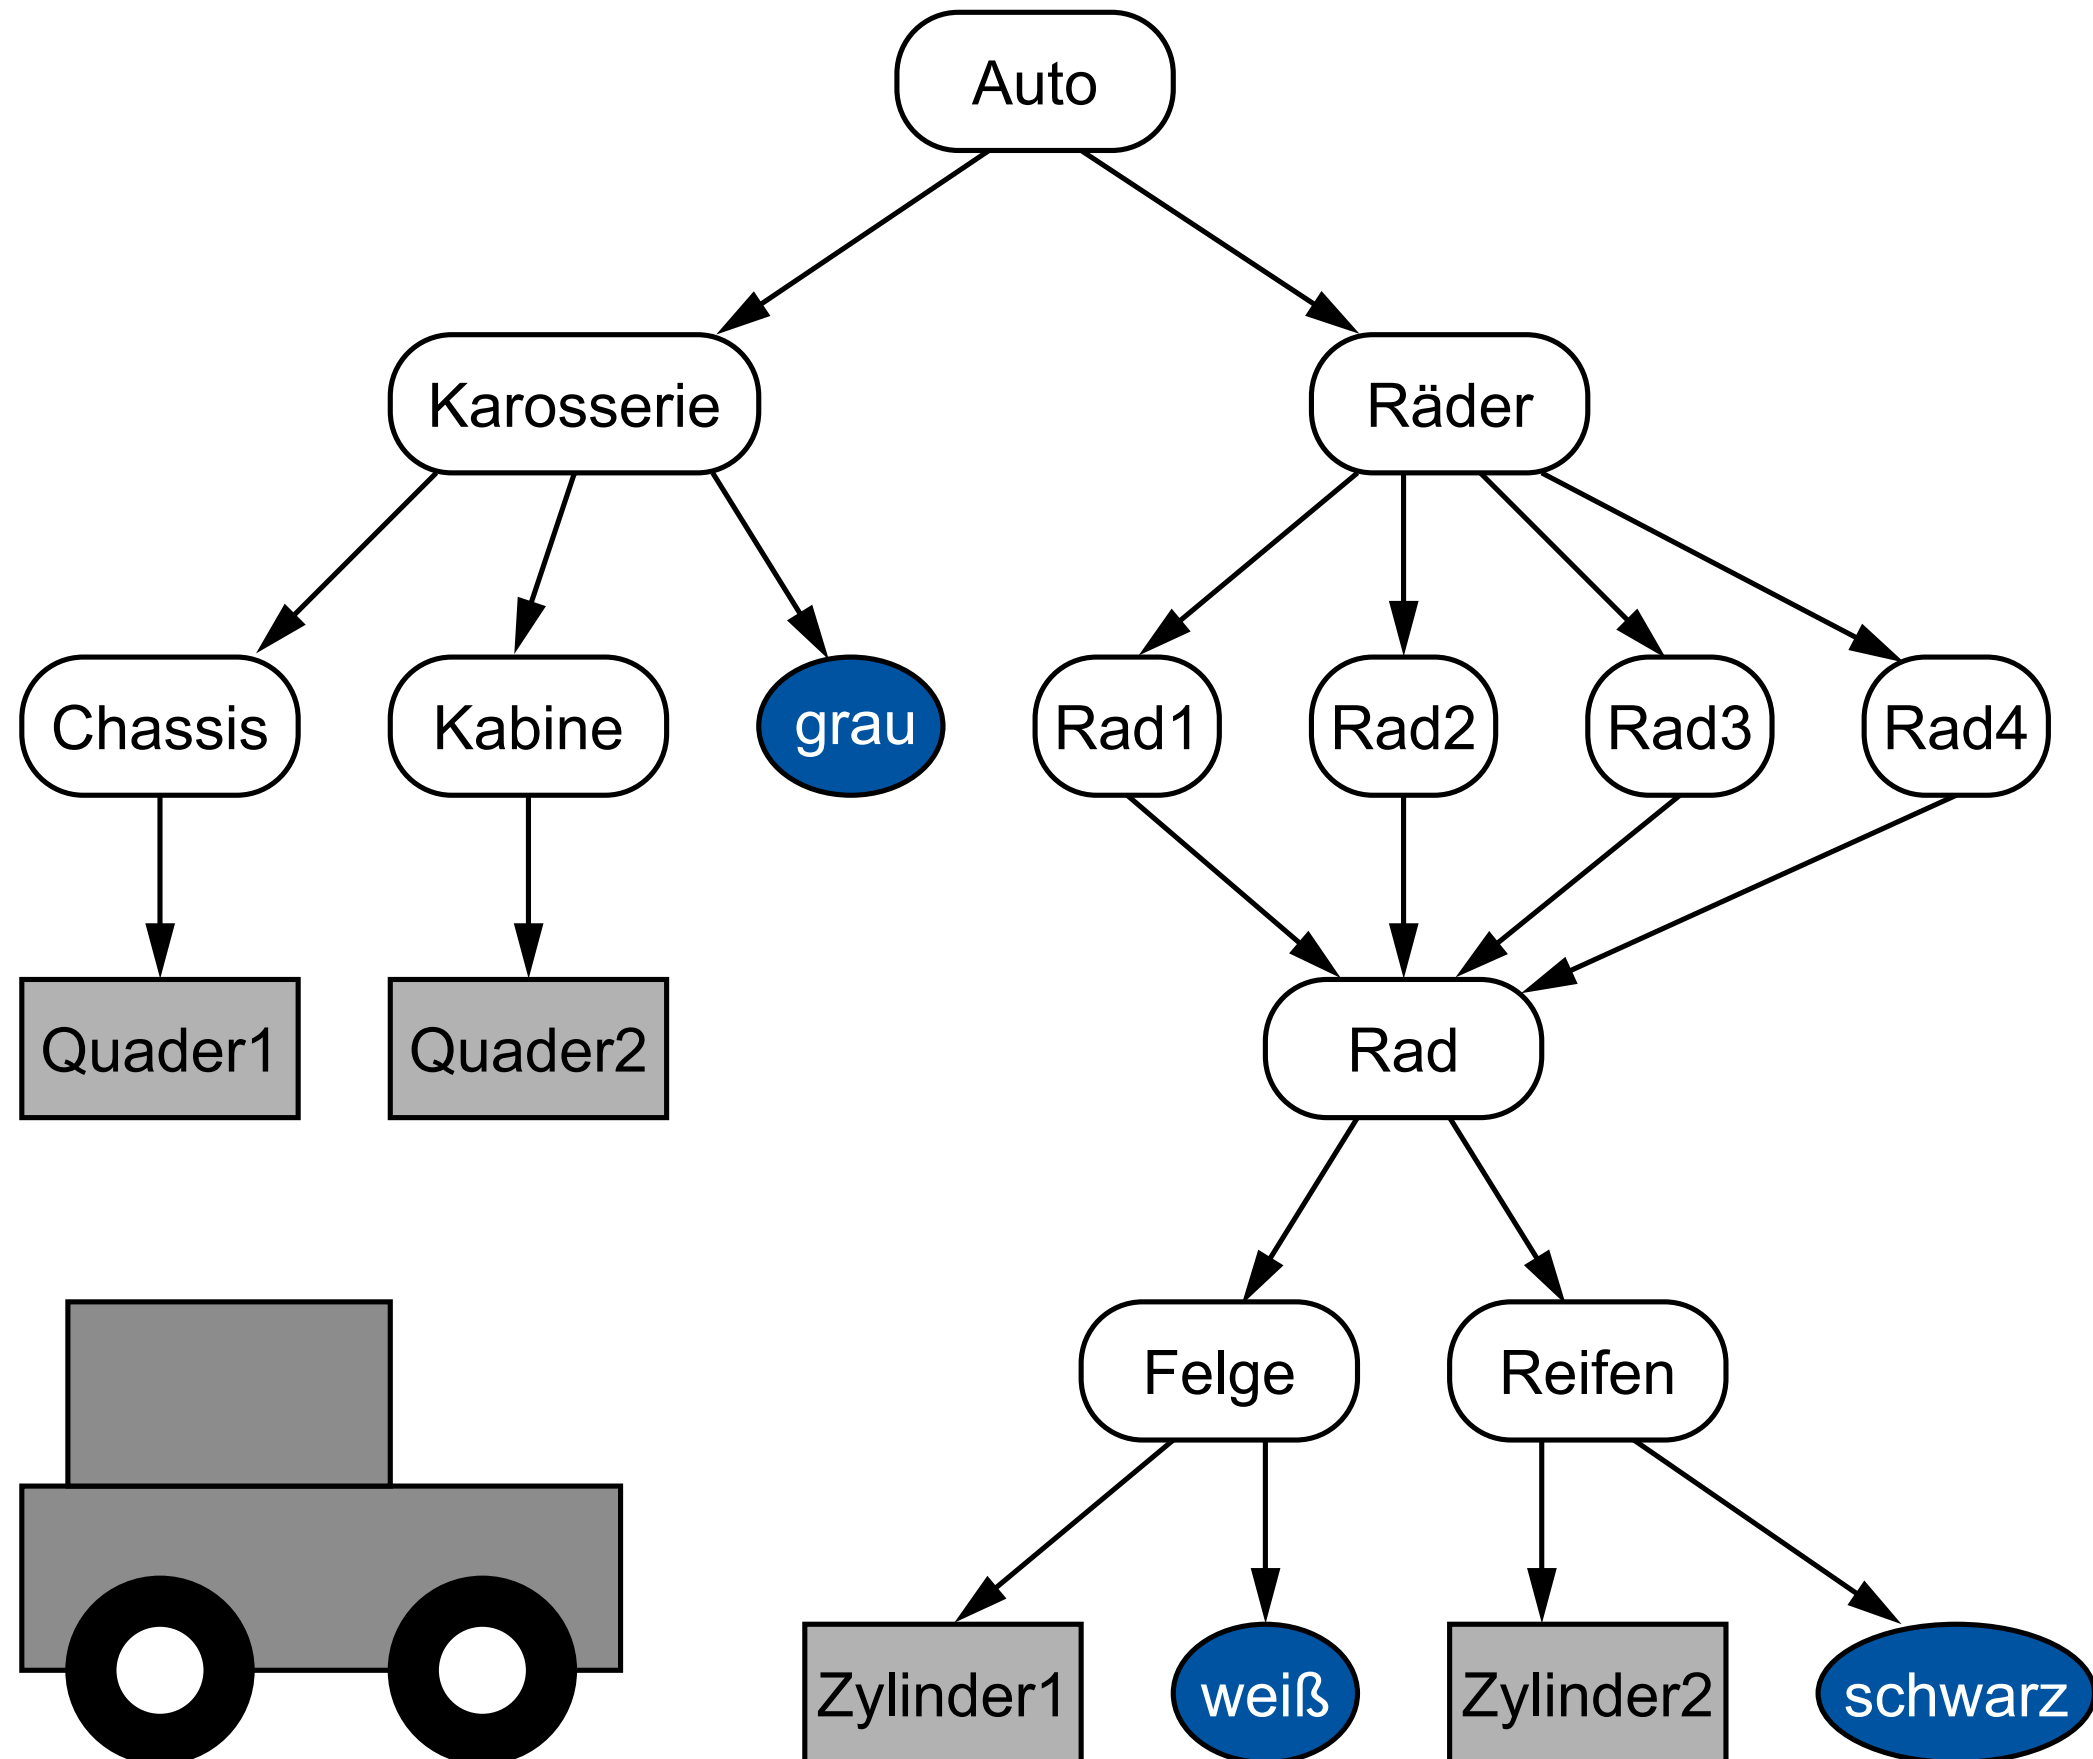 Auto
Karosserie
Räder
Chassis
Kabine
grau
Rad1
Rad2
Rad3
Rad4
Quader1
Quader2
Rad
Felge
Reifen
Zylinder1
weiß
Zylinder2
schwarz